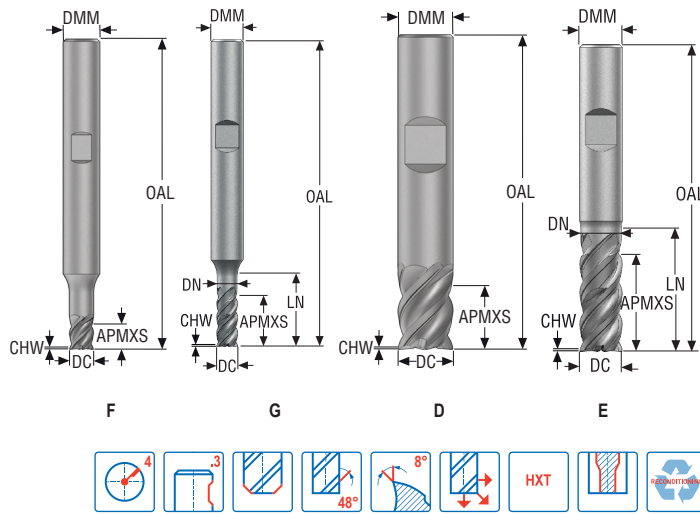 DMM
OAL
APMXS
CHW
DC
F
DMM
OAL
DN
LN
CHW
APMXS
DC
G
DMM
OAL
APMXS
CHW
DC
D
DMM
OAL
DN
LN
APMXS
CHW
DC
E
4
.3
48°
8°
HXT
RECONDITIONING